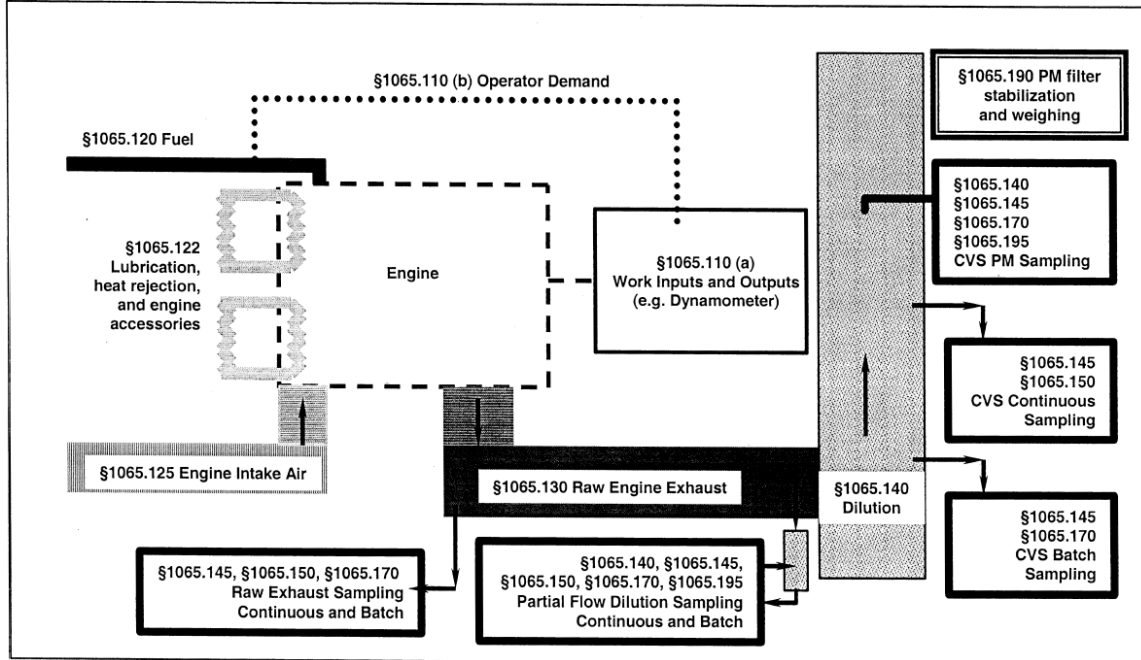 §1065.110 (b) Operator Demand
§1065.190 PM filter
stabilization
and weighing
§1065.120 Fuel
§1065.140
§1065.145
§1065.170
§1065.195
CVS PM Sampling
§1065.122
Lubrication,
heat rejection,
and engine
accessories
Engine
§1065.110 (a)
Work Inputs and Outputs
(e.g. Dynamometer)
§1065.145
§1065.150
CVS Continuous
Sampling
§1065.125 Engine Intake Air
§1065.130 Raw Engine Exhaust
§1065.140
Dilution
§1065.145
§1065.170
CVS Batch
Sampling
§1065.145, §1065.150, §1065.170
Raw Exhaust Sampling
Continuous and Batch
§1065.140, §1065.145,
§1065.150, §1065.170, §1065.195
Partial Flow Dilution Sampling
Continuous and Batch